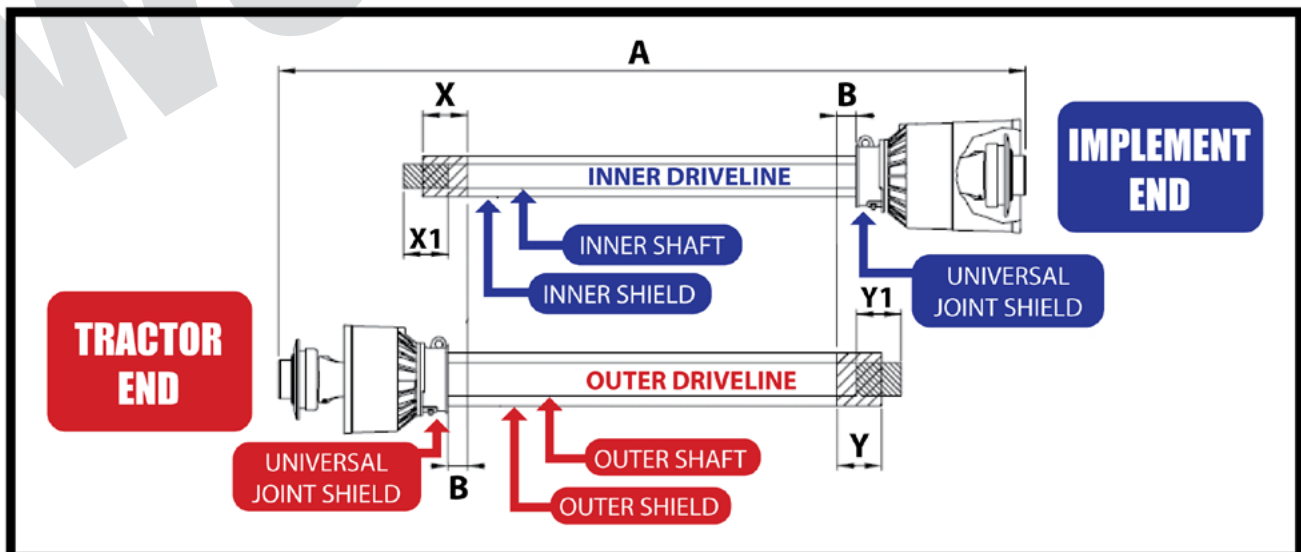 A
X
B
IMPLEMENT
END
INNER DRIVELINE
X1
INNER SHAFT
INNER SHIELD
UNIVERSAL
JOINT SHIELD
Y1
TRACTOR
END
OUTER DRIVELINE
UNIVERSAL
JOINT SHIELD
B
OUTER SHAFT
OUTER SHIELD
Y